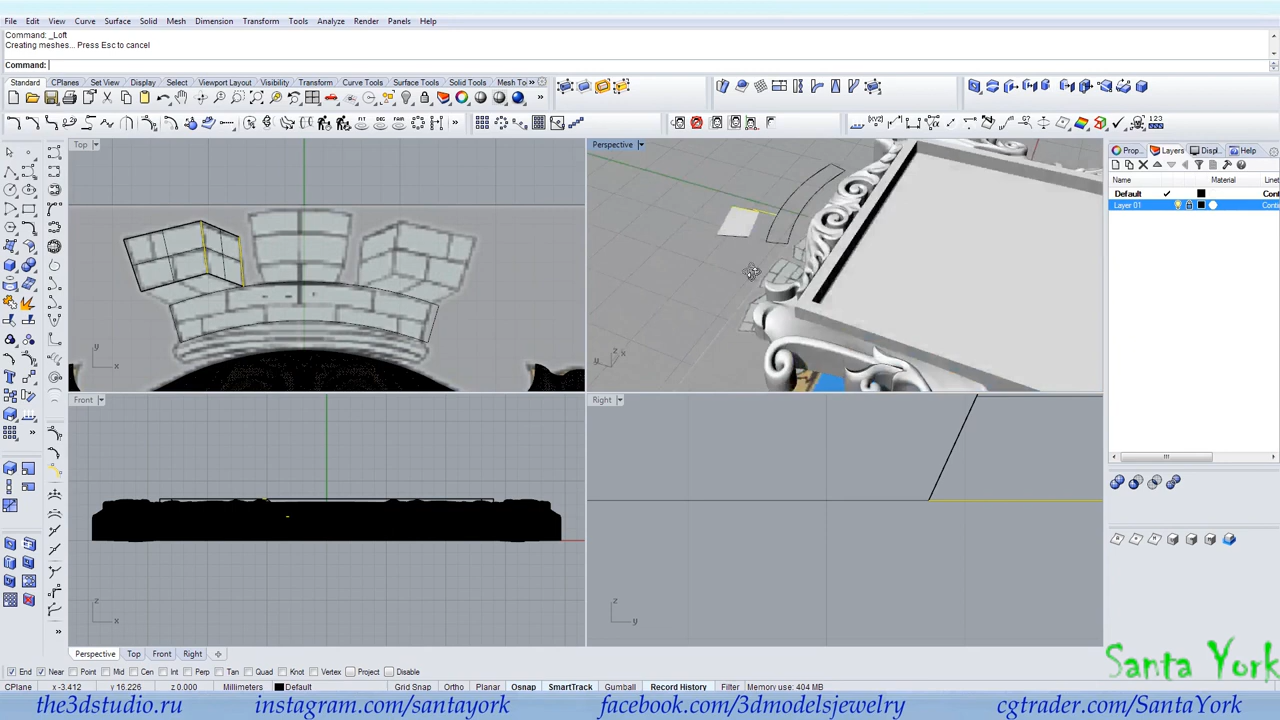 File Edit View Curve Surface Solid Mesh Dimension Transform Tools Analyze Render Panels Help
Command: _Loft
Creating meshes... Press Esc to cancel
Command:
Standard CPlanes Set View Display Select Viewport Layout Visibility Transform Curve Tools Surface Tools Solid Tools Mesh To
Top
Perspective
Prop... Layers Displ... Help
Name Material Linet
Default Conti
Layer 01 Conti
y x
y z x
Front
Right
z x
z y
Perspective Top Front Right
End Near Point Mid Cen Int Perp Tan Quad Knot Vertex Project Disable
CPlane x -3.412 y 16.226 z 0.000 Millimeters Default Grid Snap Ortho Planar Osnap SmartTrack Gumball Record History Filter Memory use: 404 MB
Santa York
the3dstudio.ru instagram.com/santayork facebook.com/3dmodelsjewelry cgtrader.com/SantaYork